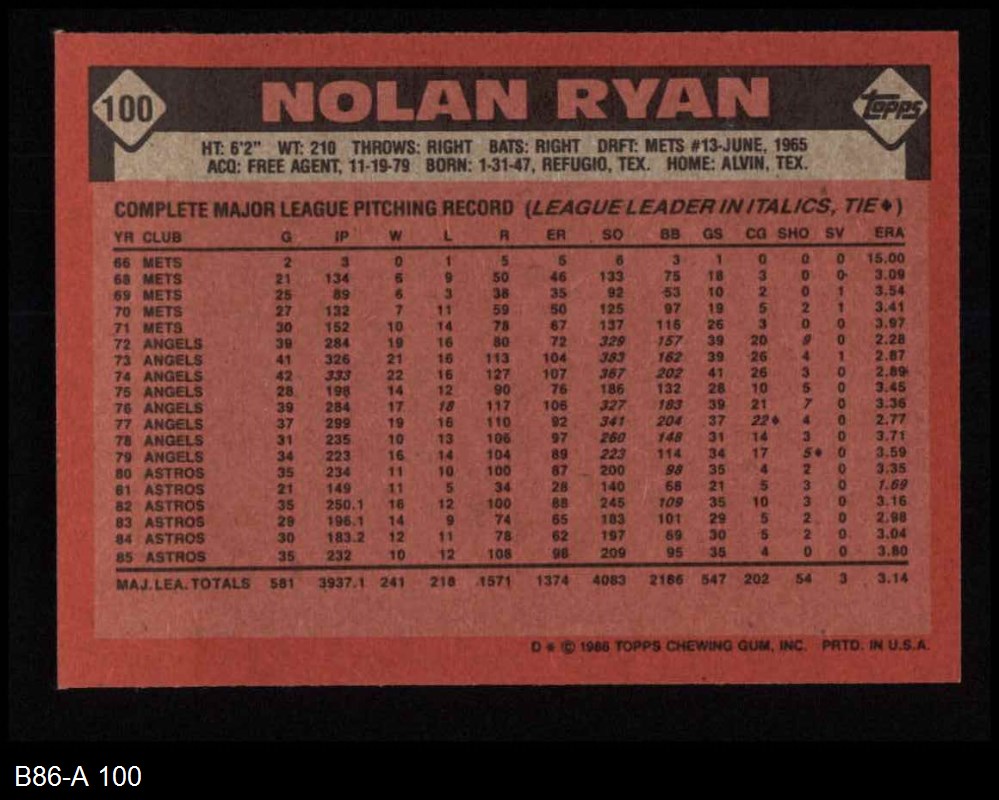 100 NOLAN RYAN TOPPS
HT: 6'2" WT: 210 THROWS: RIGHT BATS: RIGHT DRFT: METS #13-JUNE, 1965
ACQ: FREE AGENT, 11-19-79 BORN: 1-31-47, REFUGIO, TEX. HOME: ALVIN, TEX.
COMPLETE MAJOR LEAGUE PITCHING RECORD (LEAGUE LEADER IN ITALICS, TIE♦)
YR CLUB G IP W L R ER SO BB GS CG SHO SV ERA
66 METS 2 3 0 1 5 5 6 3 1 0 0 0 15.00
68 METS 21 134 6 9 50 46 133 75 18 3 0 0 3.09
69 METS 25 89 6 3 38 35 92 53 10 2 0 1 3.54
70 METS 27 132 7 11 59 50 125 97 19 5 2 1 3.41
71 METS 30 152 10 14 78 67 137 116 26 3 0 0 3.97
72 ANGELS 39 284 19 16 80 72 329 157 39 20 9 0 2.28
73 ANGELS 41 326 21 16 113 104 383 162 39 26 4 1 2.87
74 ANGELS 42 333 22 16 127 107 367 202 41 26 3 0 2.89
75 ANGELS 28 198 14 12 90 76 186 132 28 10 5 0 3.45
76 ANGELS 39 284 17 18 117 106 327 183 39 21 7 0 3.36
77 ANGELS 37 299 19 16 110 92 341 204 37 22♦ 4 0 2.77
78 ANGELS 31 235 10 13 106 97 260 148 31 14 3 0 3.71
79 ANGELS 34 223 16 14 104 89 223 114 34 17 5♦ 0 3.59
80 ASTROS 35 234 11 10 100 87 200 98 35 4 2 0 3.35
81 ASTROS 21 149 11 5 34 28 140 68 21 5 3 0 1.69
82 ASTROS 35 250.1 16 12 100 88 245 109 35 10 3 0 3.16
83 ASTROS 29 196.1 14 9 74 65 183 101 29 5 2 0 2.98
84 ASTROS 30 183.2 12 11 78 62 197 69 30 5 2 0 3.04
85 ASTROS 35 232 10 12 108 98 209 95 35 4 0 0 3.80
MAJ. LEA. TOTALS 581 3937.1 241 218 1571 1374 4083 2186 547 202 54 3 3.14
D * © 1986 TOPPS CHEWING GUM, INC. PRTD. IN U.S.A.
B86-A 100